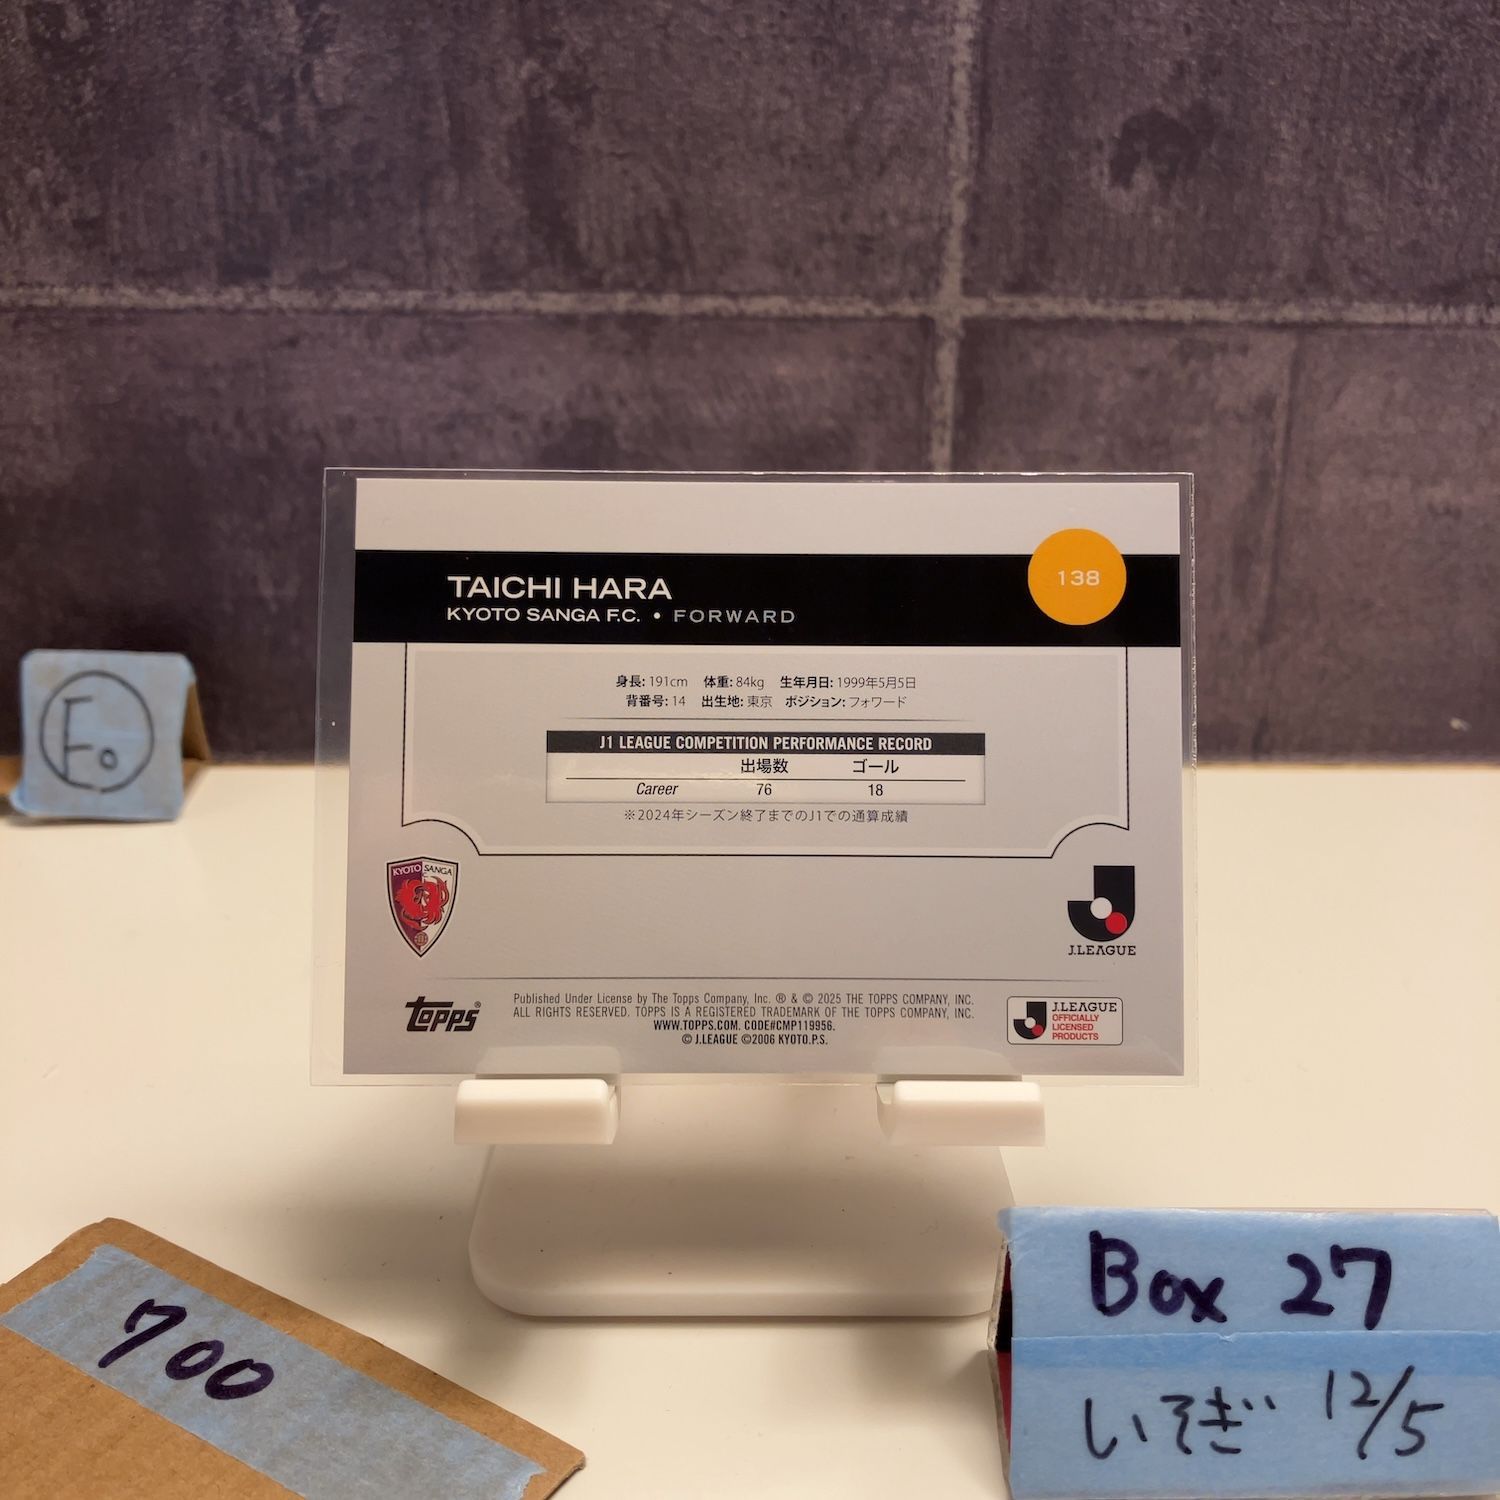 TAICHI HARA
138
KYOTO SANGA F.C. • FORWARD
身長: 191cm 体重: 84kg 生年月日: 1999年5月5日
背番号: 14 出生地: 東京 ポジション: フォワード
J1 LEAGUE COMPETITION PERFORMANCE RECORD
出場数 ゴール
Career 76 18
※2024年シーズン終了までのJ1での通算成績
KYOTO SANGA
J.LEAGUE
Topps®
Published Under License by The Topps Company, Inc. ® & © 2025 THE TOPPS COMPANY, INC.
ALL RIGHTS RESERVED. TOPPS IS A REGISTERED TRADEMARK OF THE TOPPS COMPANY, INC.
WWW.TOPPS.COM. CODE#CMP119956.
© J.LEAGUE ©2006 KYOTO.P.S.
J.LEAGUE
OFFICIALLY
LICENSED
PRODUCTS
Fo
700
Box 27
いそぎ 12/5